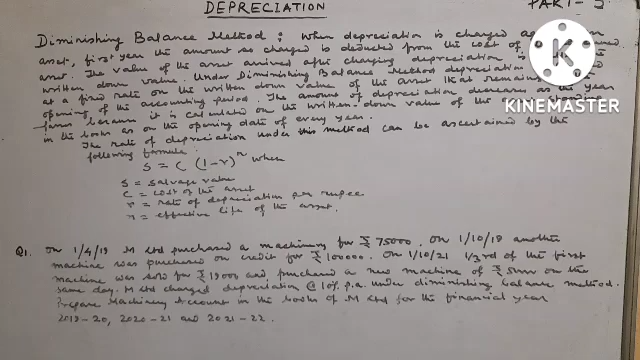 DEPRECIATION
PART- 2
Diminishing Balance Method : When depreciation is charged
asset, first year the amount so charged is deducted from the cost of
asset. The value of the asset arrived after charging depreciation is
written down value. Under Diminishing Balance Method depreciation
at a fixed rate on the written down value of the asset that remains
opening of the accounting period. The amount of depreciation decreases as the year
passes because it is calculated on the written down value of the
in the books as on the opening date of every year.
The rate of depreciation under this method can be ascertained by the
following formula :
S = C (1-r)ⁿ when
S = Salvage value
C = cost of the asset
r = rate of depreciation per rupee
n = effective life of the asset.
KINEMASTER
Q1. On 1/4/19 M Ltd purchased a machinery for ₹ 75000. On 1/10/19 another
machine was purchased on credit for ₹ 100000. On 1/10/21 1/3rd of the first
machine was sold for ₹ 19000 and purchased a new machine of ₹ on the
same day. M Ltd charged depreciation @ 10% p.a. under diminishing balance method.
Prepare Machinery Account in the books of M Ltd for the financial year
2019-20, 2020-21 and 2021-22.